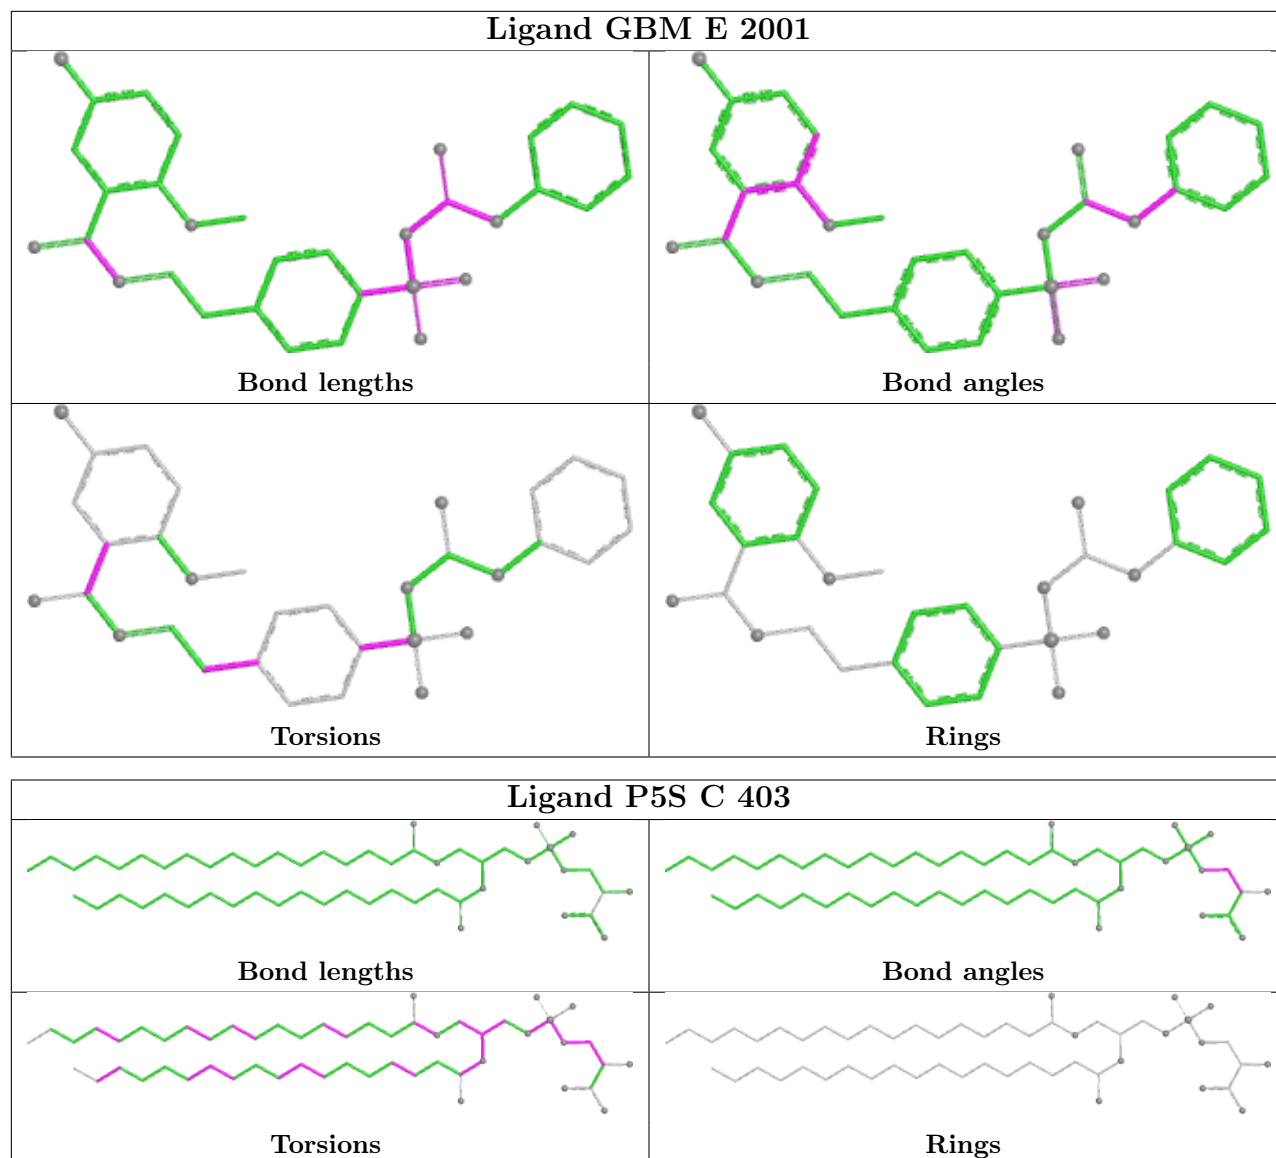 Ligand GBM E 2001
Bond lengths
Bond angles
Torsions
Rings
Ligand P5S C 403
Bond lengths
Bond angles
Torsions
Rings